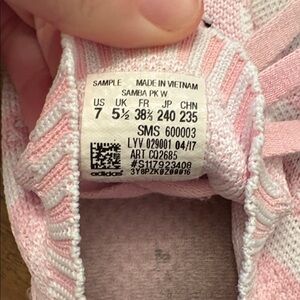 SAMPLE MADE IN VIETNAM
SAMBA PK W
US UK FR JP CHN
7 5½ 38⅔ 240 235
SMS 600003
LYV 029001 04/17
ART CQ2685
#S117923408
adidas 3Y8PZK0Z00016